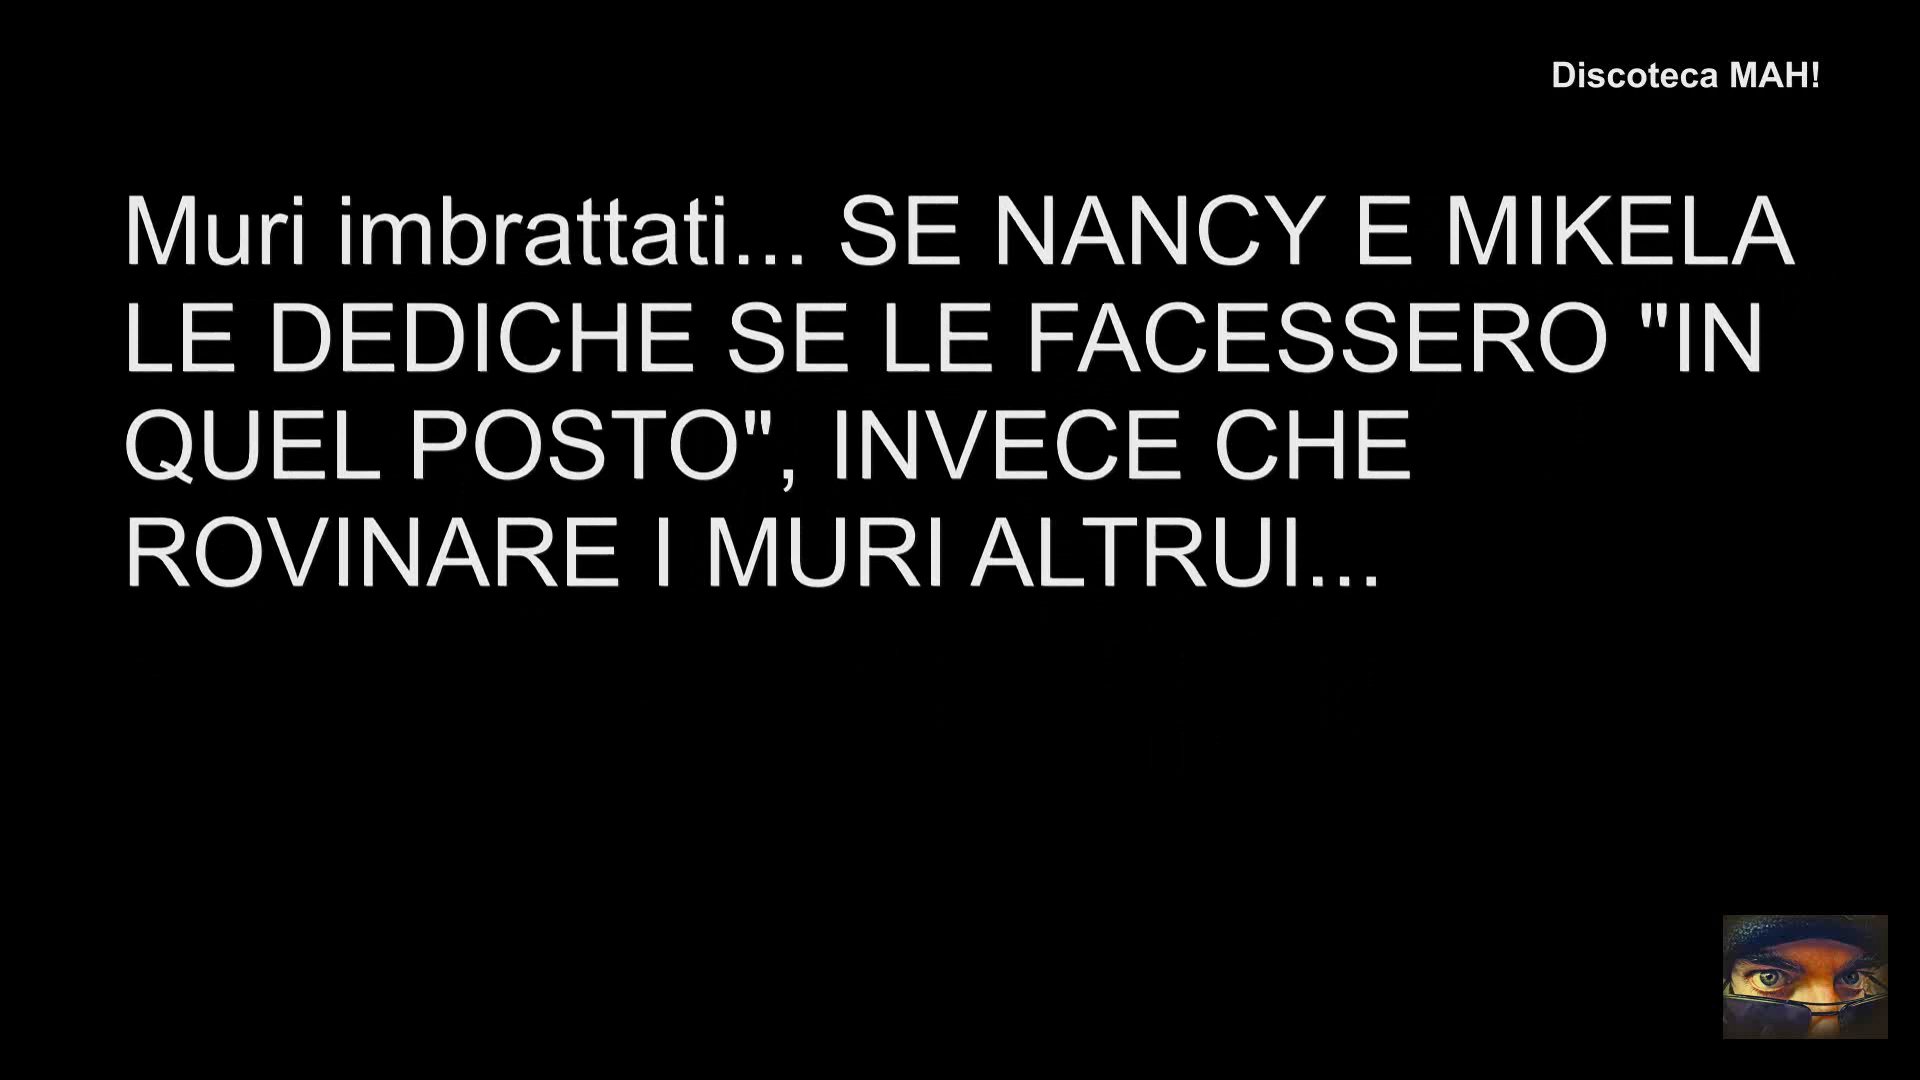 Discoteca MAH!
Muri imbrattati... SE NANCY E MIKELA
LE DEDICHE SE LE FACESSERO "IN
QUEL POSTO", INVECE CHE
ROVINARE I MURI ALTRUI...